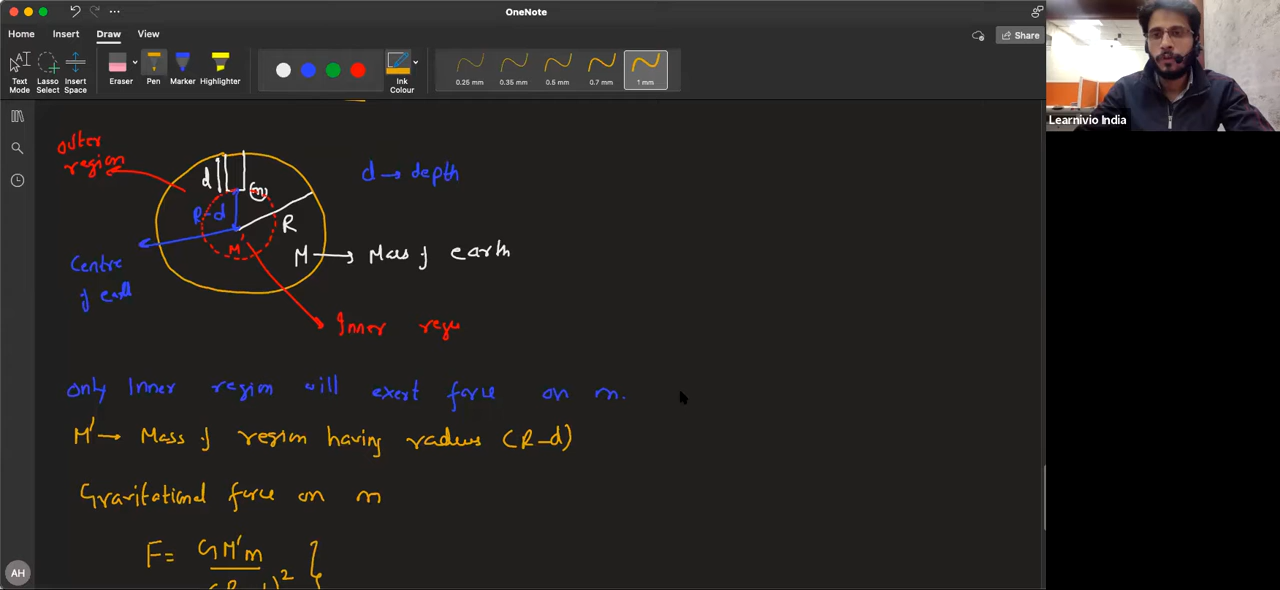 OneNote
Home Insert Draw View
Share
Text Mode
Lasso Select
Insert Space
Eraser
Pen
Marker
Highlighter
Ink Colour
0.25 mm 0.35 mm 0.5 mm 0.7 mm 1 mm
Learnivio India
outer region
d
m
d → depth
R-d
R
M'
M → Mass of earth
Centre of earth
Inner
only Inner region will exert force on m.
M' → Mass of region having radius (R-d)
Gravitational force on m
F = GM'm
2
AH